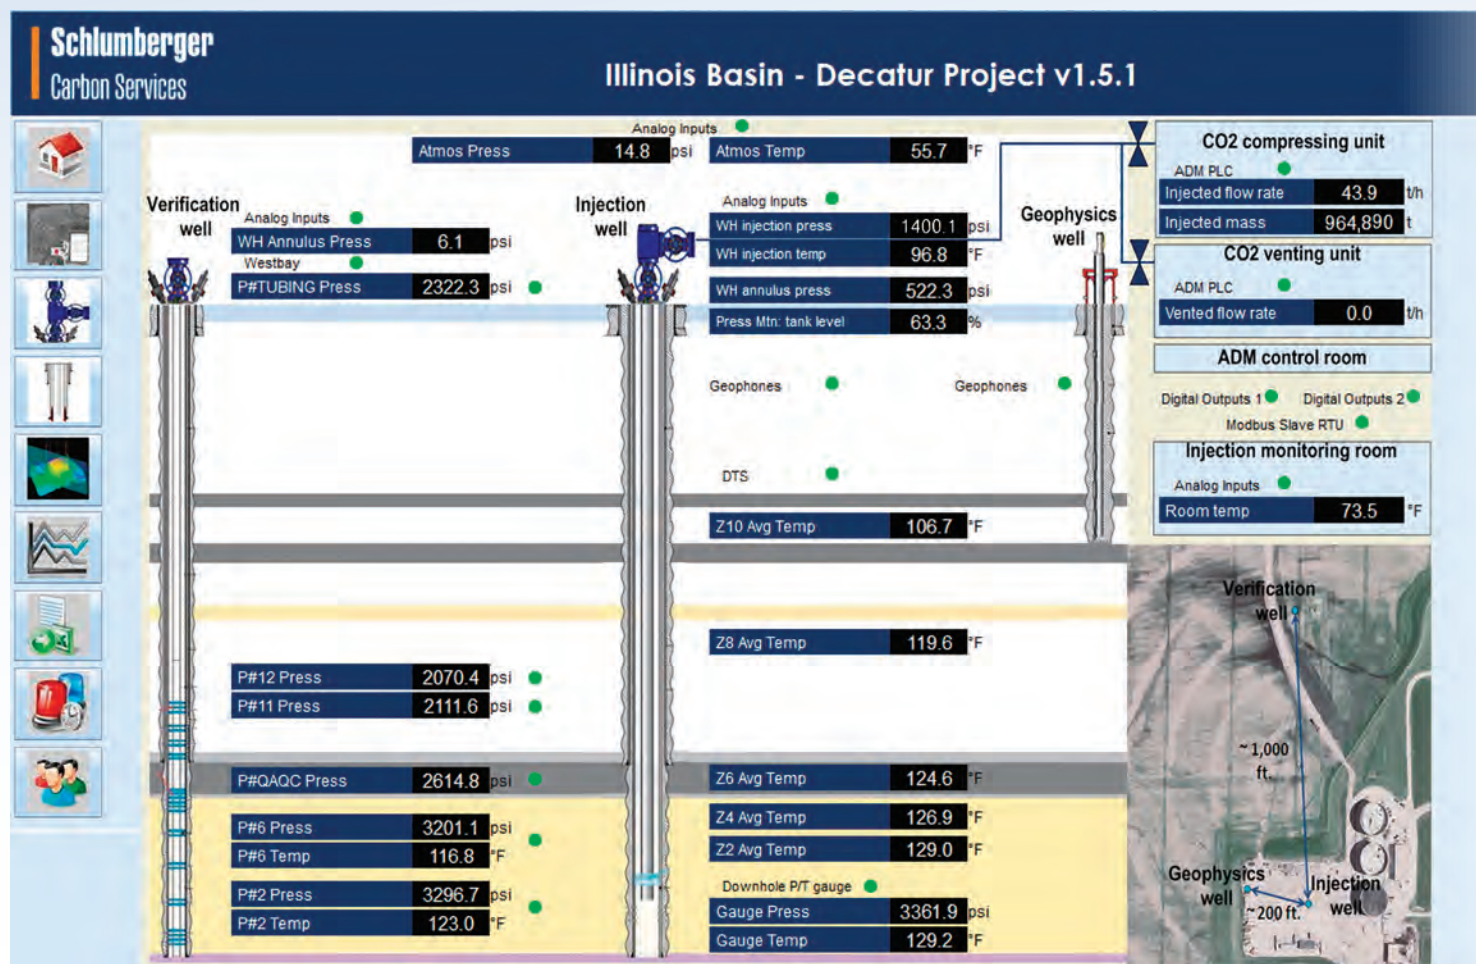 Schlumberger
Carbon Services
Illinois Basin - Decatur Project v1.5.1
Analog Inputs
Atmos Press 14.8 psi Atmos Temp 55.7 °F
Verification
well
Analog Inputs
WH Annulus Press 6.1 psi
Westbay
P#TUBING Press 2322.3 psi
Injection
well
Analog Inputs
WH injection press 1400.1 psi
WH injection temp 96.8 °F
WH annulus press 522.3 psi
Press Mtn: tank level 63.3 %
Geophysics
well
CO2 compressing unit
ADM PLC
Injected flow rate 43.9 t/h
Injected mass 964,890 t
CO2 venting unit
ADM PLC
Vented flow rate 0.0 t/h
ADM control room
Digital Outputs 1 Digital Outputs 2
Modbus Slave RTU
Injection monitoring room
Analog Inputs
Room temp 73.5 °F
Geophones Geophones
DTS
Z10 Avg Temp 106.7 °F
Z8 Avg Temp 119.6 °F
P#12 Press 2070.4 psi
P#11 Press 2111.6 psi
P#QAQC Press 2614.8 psi
Z6 Avg Temp 124.6 °F
P#6 Press 3201.1 psi
P#6 Temp 116.8 °F
Z4 Avg Temp 126.9 °F
Z2 Avg Temp 129.0 °F
P#2 Press 3296.7 psi
P#2 Temp 123.0 °F
Downhole P/T gauge
Gauge Press 3361.9 psi
Gauge Temp 129.2 °F
Verification
well
~ 1,000
ft.
Geophysics
well
~200 ft.
Injection
well